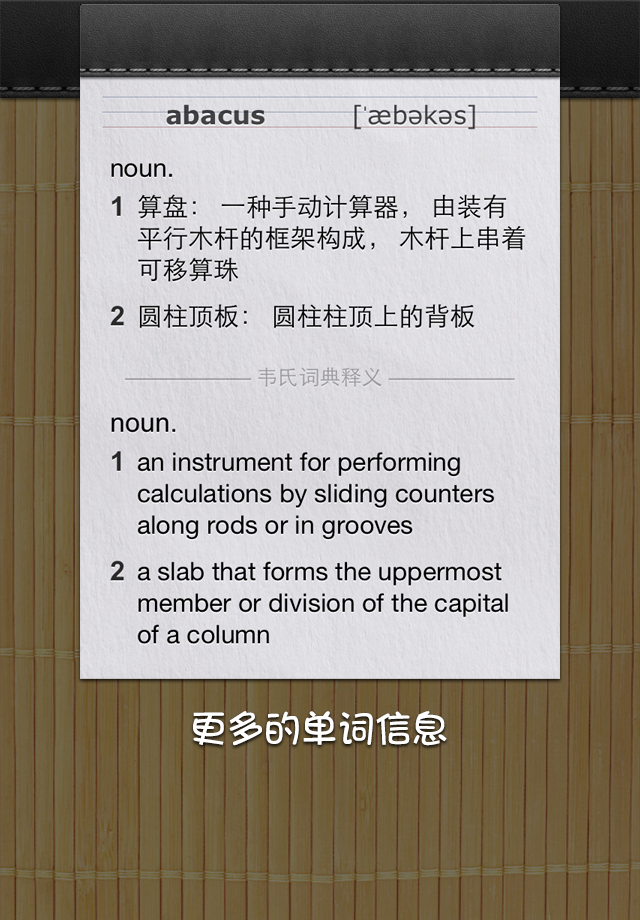 abacus ['æbəkəs]
noun.
1 算盘： 一种手动计算器， 由装有
平行木杆的框架构成， 木杆上串着
可移算珠
2 圆柱顶板： 圆柱柱顶上的背板
韦氏词典释义
noun.
1 an instrument for performing
calculations by sliding counters
along rods or in grooves
2 a slab that forms the uppermost
member or division of the capital
of a column
更多的单词信息